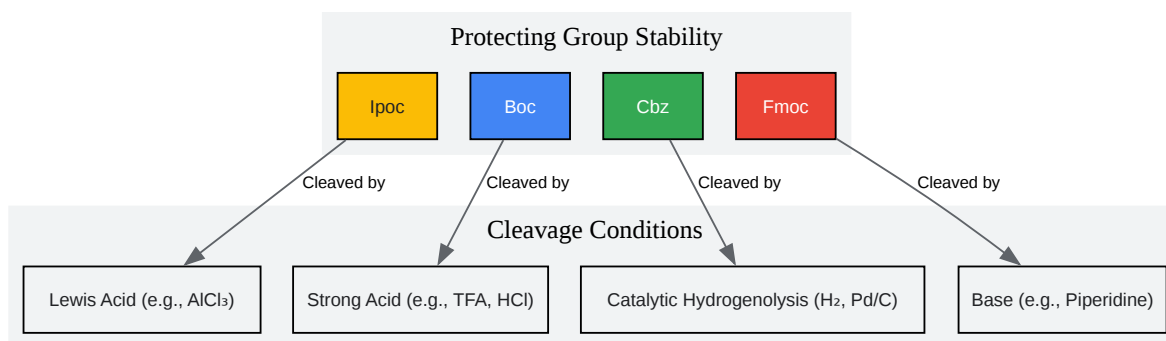 Protecting Group Stability
Ipoc
Boc
Cbz
Fmoc
Cleaved by
Cleaved by
Cleaved by
Cleaved by
Cleavage Conditions
Lewis Acid (e.g., AlCl₃)
Strong Acid (e.g., TFA, HCl)
Catalytic Hydrogenolysis (H₂, Pd/C)
Base (e.g., Piperidine)